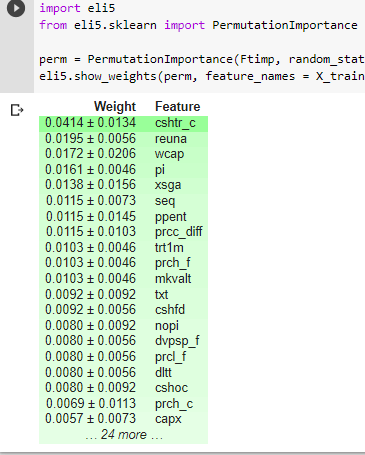 import eli5
from eli5.sklearn import PermutationImportance
perm = PermutationImportance(Ftimp, random_stat
eli5.show_weights(perm, feature_names = X_train
Weight Feature
0.0414 ± 0.0134 cshtr_c
0.0195 ± 0.0056 reuna
0.0172 ± 0.0206 wcap
0.0161 ± 0.0046 pi
0.0138 ± 0.0156 xsga
0.0115 ± 0.0073 seq
0.0115 ± 0.0145 ppent
0.0115 ± 0.0103 prcc_diff
0.0103 ± 0.0046 trt1m
0.0103 ± 0.0046 prch_f
0.0103 ± 0.0046 mkvalt
0.0092 ± 0.0092 txt
0.0092 ± 0.0056 cshfd
0.0080 ± 0.0092 nopi
0.0080 ± 0.0056 dvpsp_f
0.0080 ± 0.0056 prcl_f
0.0080 ± 0.0056 dltt
0.0080 ± 0.0092 cshoc
0.0069 ± 0.0113 prch_c
0.0057 ± 0.0073 capx
… 24 more …